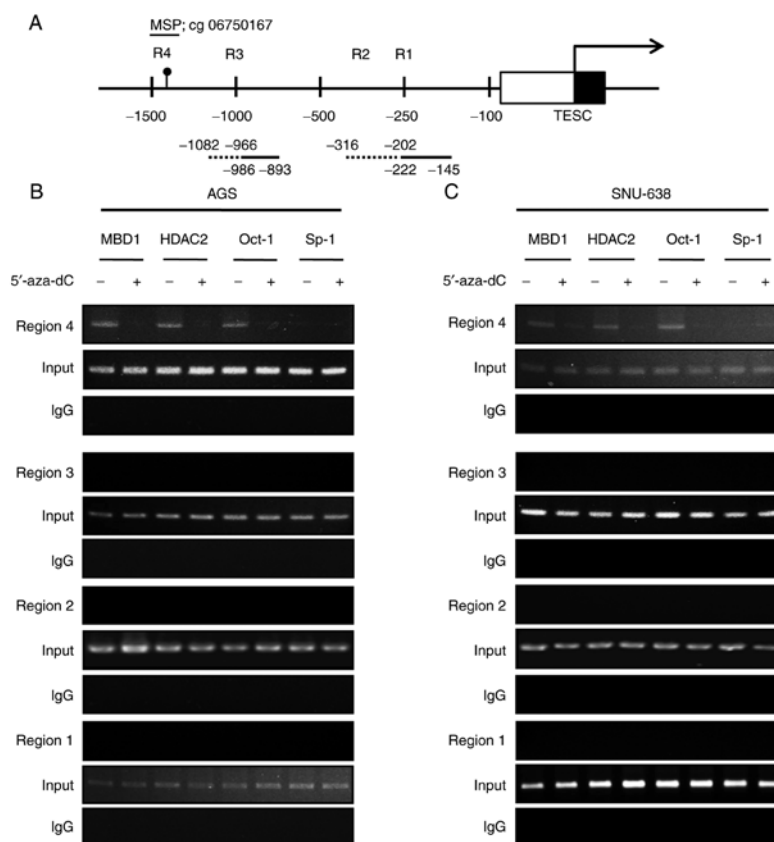 A
MSP; cg 06750167
R4 R3 R2 R1
−1500 −1000 −500 −250 −100 TESC
−1082 −966 −316 −202
−986 −893 −222 −145
B
AGS
MBD1 HDAC2 Oct-1 Sp-1
5′-aza-dC − + − + − + − +
Region 4
Input
IgG
Region 3
Input
IgG
Region 2
Input
IgG
Region 1
Input
IgG
C
SNU-638
MBD1 HDAC2 Oct-1 Sp-1
5′-aza-dC − + − + − + − +
Region 4
Input
IgG
Region 3
Input
IgG
Region 2
Input
IgG
Region 1
Input
IgG